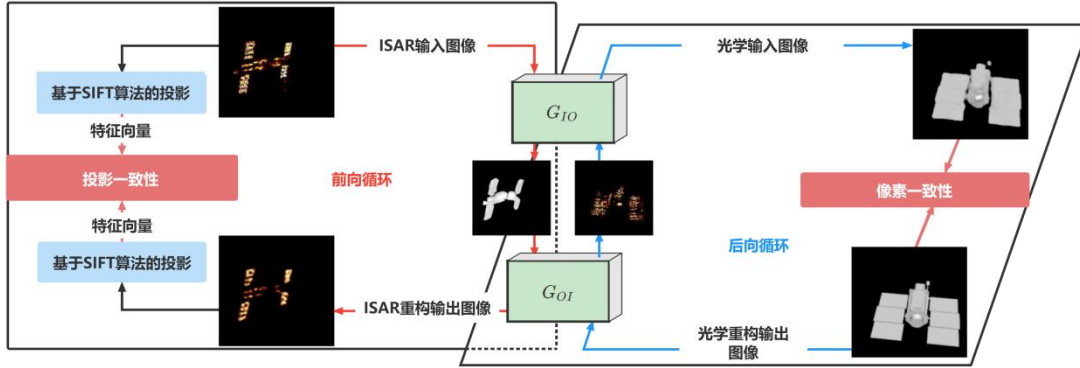 ISAR输入图像
光学输入图像
基于SIFT算法的投影
G_{IO}
特征向量
投影一致性
前向循环
像素一致性
特征向量
后向循环
基于SIFT算法的投影
G_{OI}
ISAR重构输出图像
光学重构输出
图像